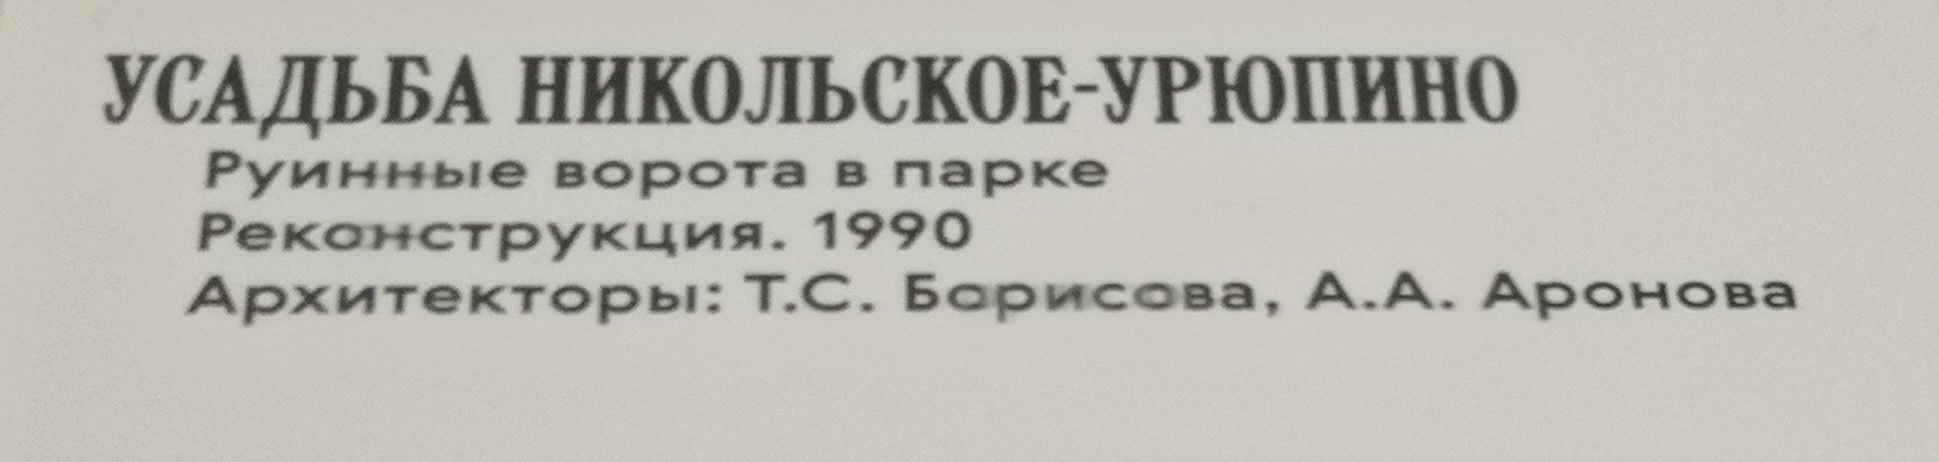 УСАДЬБА НИКОЛЬСКОЕ-УРЮПИНО
Руинные ворота в парке
Реконструкция. 1990
Архитекторы: Т.С. Борисова, А.А. Аронова